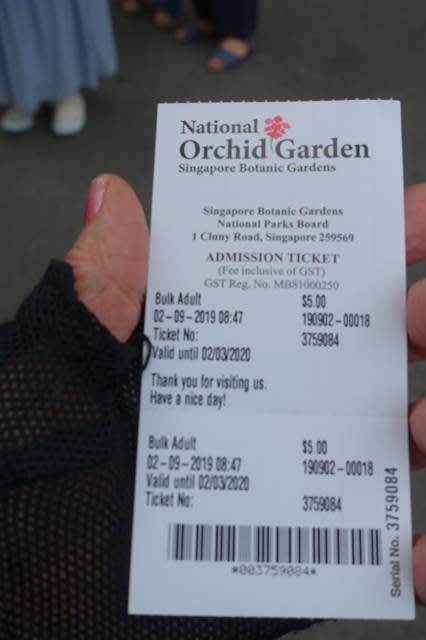 National
Orchid Garden
Singapore Botanic Gardens
Singapore Botanic Gardens
National Parks Board
1 Cluny Road, Singapore 259569
ADMISSION TICKET
(Fee inclusive of GST)
GST Reg. No. MB81000250
Bulk Adult $5.00
02-09-2019 08:47 190902-00018
Ticket No: 3759084
Valid until 02/03/2020
Thank you for visiting us.
Have a nice day!
Bulk Adult $5.00
02-09-2019 08:47 190902-00018
Valid until 02/03/2020
Ticket No: 3759084
*003759084*
Serial No. 3759084